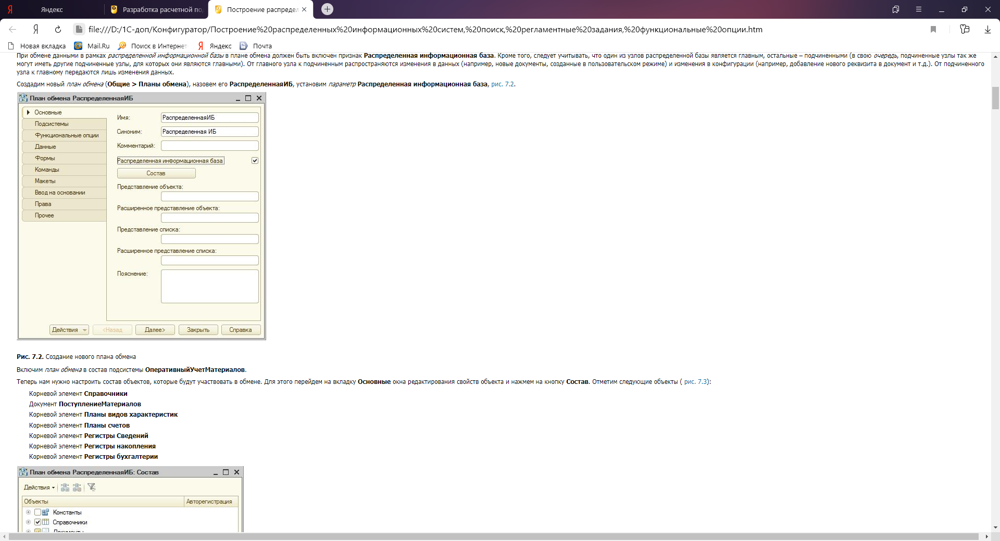 Яндекс
Разработка расчетной по
Построение распредел
file:///D:/1С-доп/Конфигуратор/Построение%20распределенных%20информационных%20систем,%20поиск,%20регламентные%20задания,%20функциональные%20опции.htm
Новая вкладка
Mail.Ru
Поиск в Интернет
Яндекс
Почта
При обмене данными в рамках распределенной информационной базы в плане обмена должен быть включен признак Распределенная информационная база. Кроме того, следует учитывать, что один из узлов распределенной базы является главным, остальные – подчиненными (в свою очередь, подчиненные узлы так же
могут иметь другие подчиненные узлы, для которых они являются главными). От главного узла к подчиненным распространяются изменения в данных (например, новые документы, созданные в пользовательском режиме) и изменения в конфигурации (например, добавление нового реквизита в документ и т.д.). От подчиненного
узла к главному передаются лишь изменения данных.
Создадим новый план обмена (Общие > Планы обмена), назовем его РаспределеннаяИБ, установим параметр Распределенная информационная база, рис. 7.2.
План обмена РаспределеннаяИБ
Основные
Подсистемы
Функциональные опции
Данные
Формы
Команды
Макеты
Ввод на основании
Права
Прочее
Имя:
РаспределеннаяИБ
Синоним:
Распределенная ИБ
Комментарий:
Распределенная информационная база
Состав
Представление объекта:
Расширенное представление объекта:
Представление списка:
Расширенное представление списка:
Пояснение:
Действия
<Назад
Далее>
Закрыть
Справка
Рис. 7.2. Создание нового плана обмена
Включим план обмена в состав подсистемы ОперативныйУчетМатериалов.
Теперь нам нужно настроить состав объектов, которые будут участвовать в обмене. Для этого перейдем на вкладку Основные окна редактирования свойств объекта и нажмем на кнопку Состав. Отметим следующие объекты ( рис. 7.3):
Корневой элемент Справочники
Документ ПоступлениеМатериалов
Корневой элемент Планы видов характеристик
Корневой элемент Планы счетов
Корневой элемент Регистры Сведений
Корневой элемент Регистры накопления
Корневой элемент Регистры бухгалтерии
План обмена РаспределеннаяИБ: Состав
Действия
Объекты
Авторегистрация
Константы
Справочники
Документы